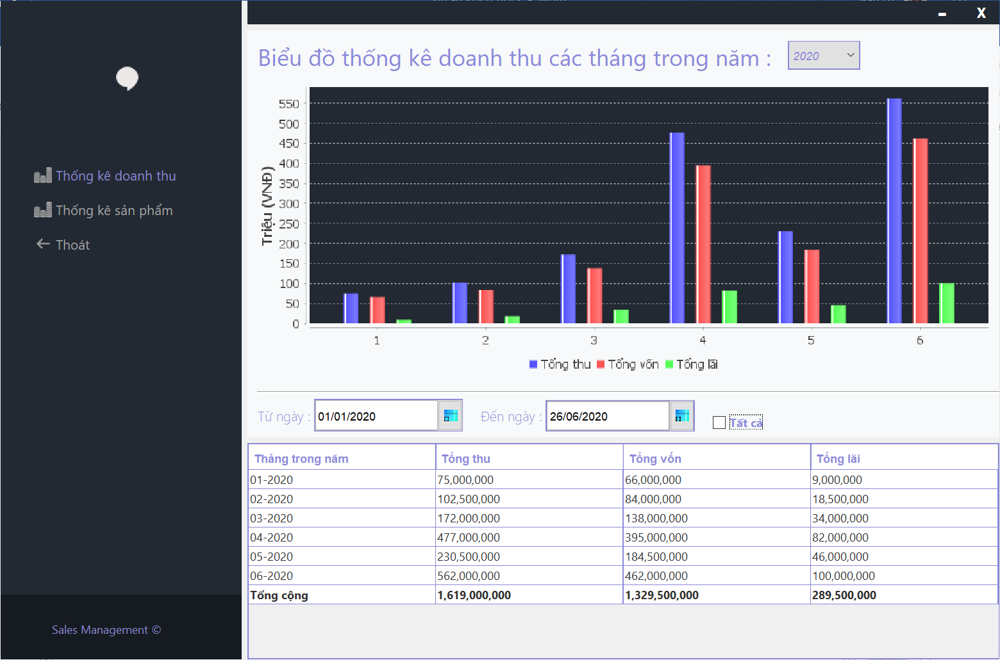 X
Thống kê doanh thu
Thống kê sản phẩm
Thoát
Sales Management ©
Biểu đồ thống kê doanh thu các tháng trong năm : 2020
Triệu (VNĐ)
550
500
450
400
350
300
250
200
150
100
50
0
1 2 3 4 5 6
Tổng thu Tổng vốn Tổng lãi
Từ ngày : 01/01/2020 Đến ngày : 26/06/2020 Tất cả
Tháng trong năm Tổng thu Tổng vốn Tổng lãi
01-2020 75,000,000 66,000,000 9,000,000
02-2020 102,500,000 84,000,000 18,500,000
03-2020 172,000,000 138,000,000 34,000,000
04-2020 477,000,000 395,000,000 82,000,000
05-2020 230,500,000 184,500,000 46,000,000
06-2020 562,000,000 462,000,000 100,000,000
Tổng cộng 1,619,000,000 1,329,500,000 289,500,000